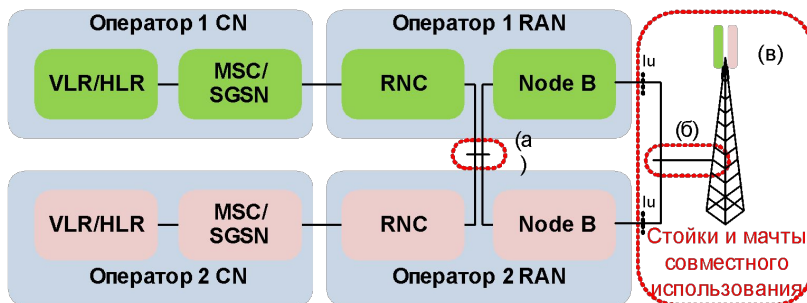 Оператор 1 CN
Оператор 1 RAN
VLR/HLR
MSC/
SGSN
RNC
Node B
Iu
(в)
(а
)
(б)
VLR/HLR
MSC/
SGSN
RNC
Node B
Iu
Оператор 2 CN
Оператор 2 RAN
Стойки и мачты
совместного
использования